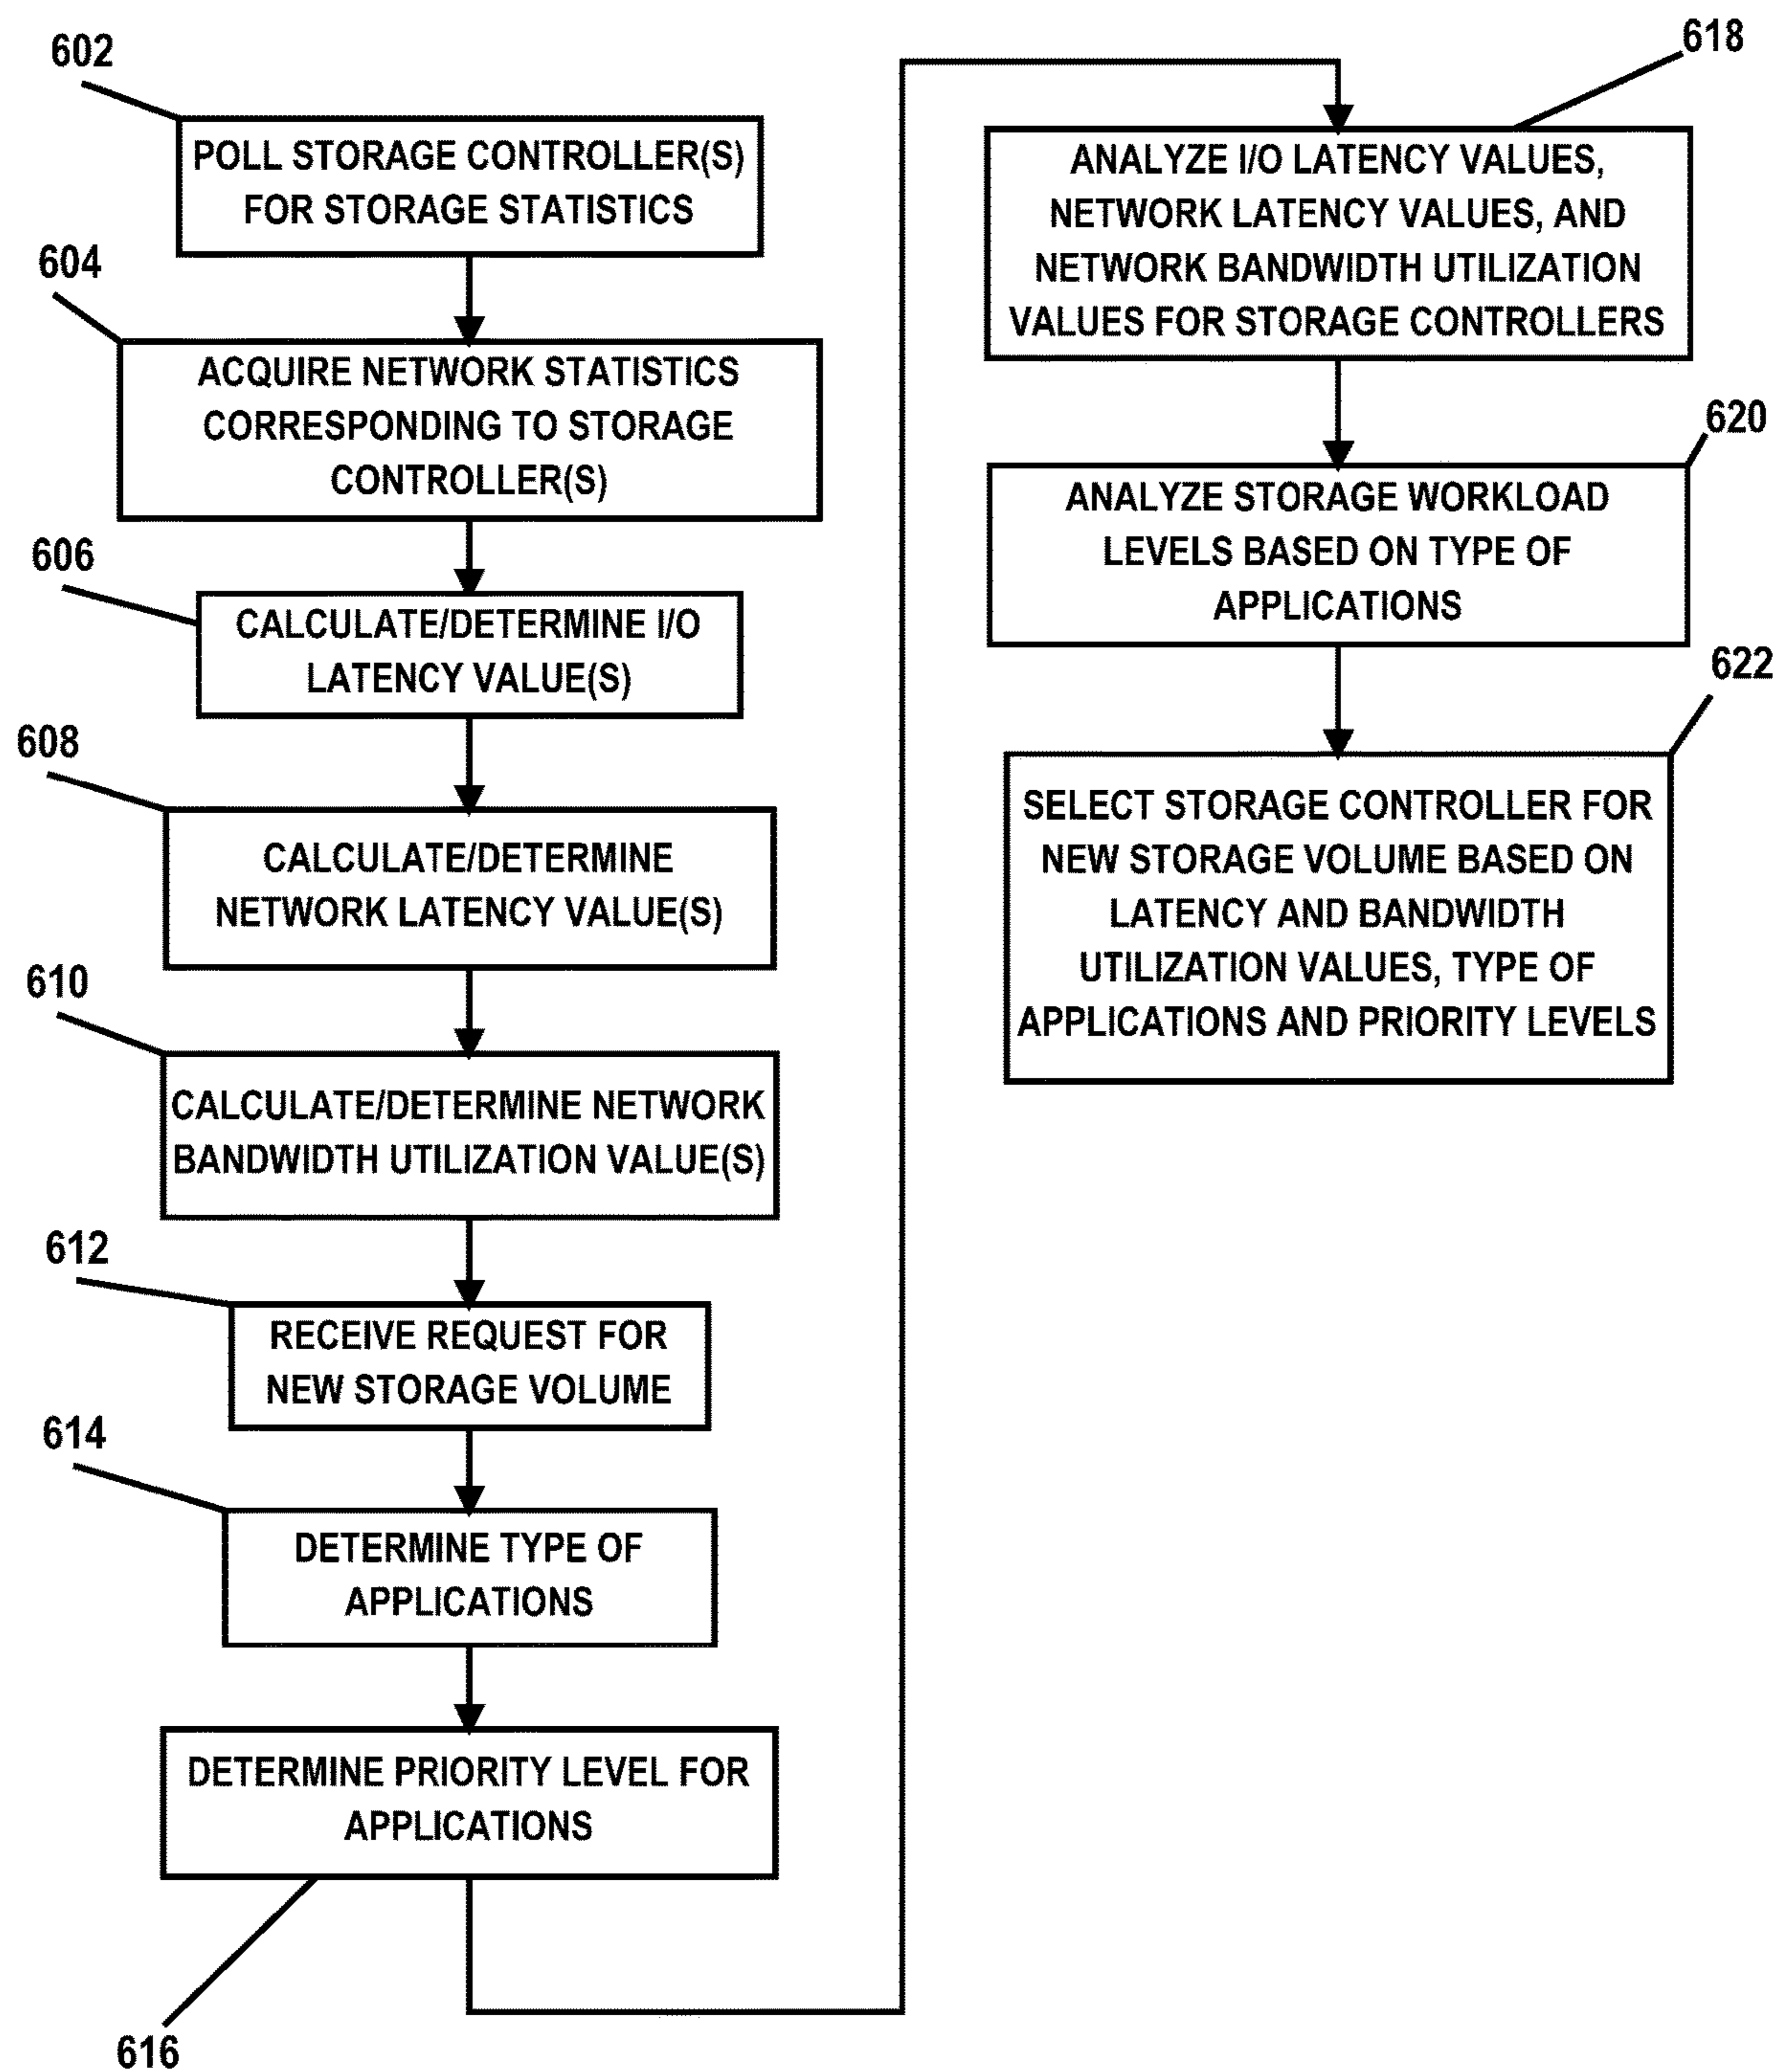 602
POLL STORAGE CONTROLLER(S)
FOR STORAGE STATISTICS
604
ACQUIRE NETWORK STATISTICS
CORRESPONDING TO STORAGE
CONTROLLER(S)
606
CALCULATE/DETERMINE I/O
LATENCY VALUE(S)
608
CALCULATE/DETERMINE
NETWORK LATENCY VALUE(S)
610
CALCULATE/DETERMINE NETWORK
BANDWIDTH UTILIZATION VALUE(S)
612
RECEIVE REQUEST FOR
NEW STORAGE VOLUME
614
DETERMINE TYPE OF
APPLICATIONS
DETERMINE PRIORITY LEVEL FOR
APPLICATIONS
616
618
ANALYZE I/O LATENCY VALUES,
NETWORK LATENCY VALUES, AND
NETWORK BANDWIDTH UTILIZATION
VALUES FOR STORAGE CONTROLLERS
620
ANALYZE STORAGE WORKLOAD
LEVELS BASED ON TYPE OF
APPLICATIONS
622
SELECT STORAGE CONTROLLER FOR
NEW STORAGE VOLUME BASED ON
LATENCY AND BANDWIDTH
UTILIZATION VALUES, TYPE OF
APPLICATIONS AND PRIORITY LEVELS